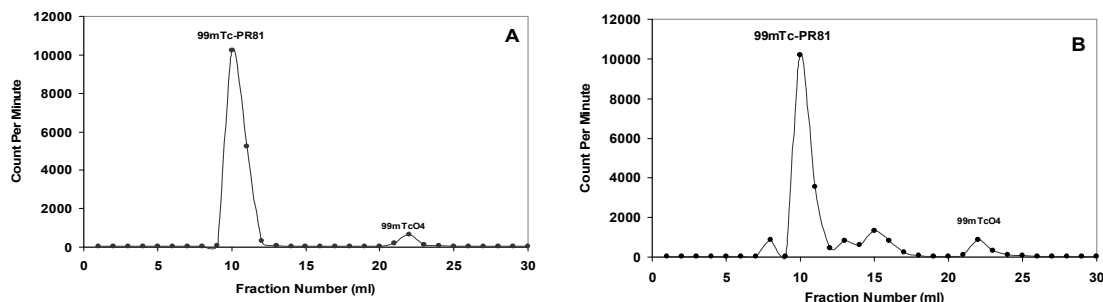 12000
10000
8000
6000
4000
2000
0
Count Per Minute
99mTc-PR81
A
99mTcO4
0 5 10 15 20 25 30
Fraction Number (ml)
12000
10000
8000
6000
4000
2000
0
Count Per Minute
99mTc-PR81
B
99mTcO4
0 5 10 15 20 25 30
Fraction Number (ml)